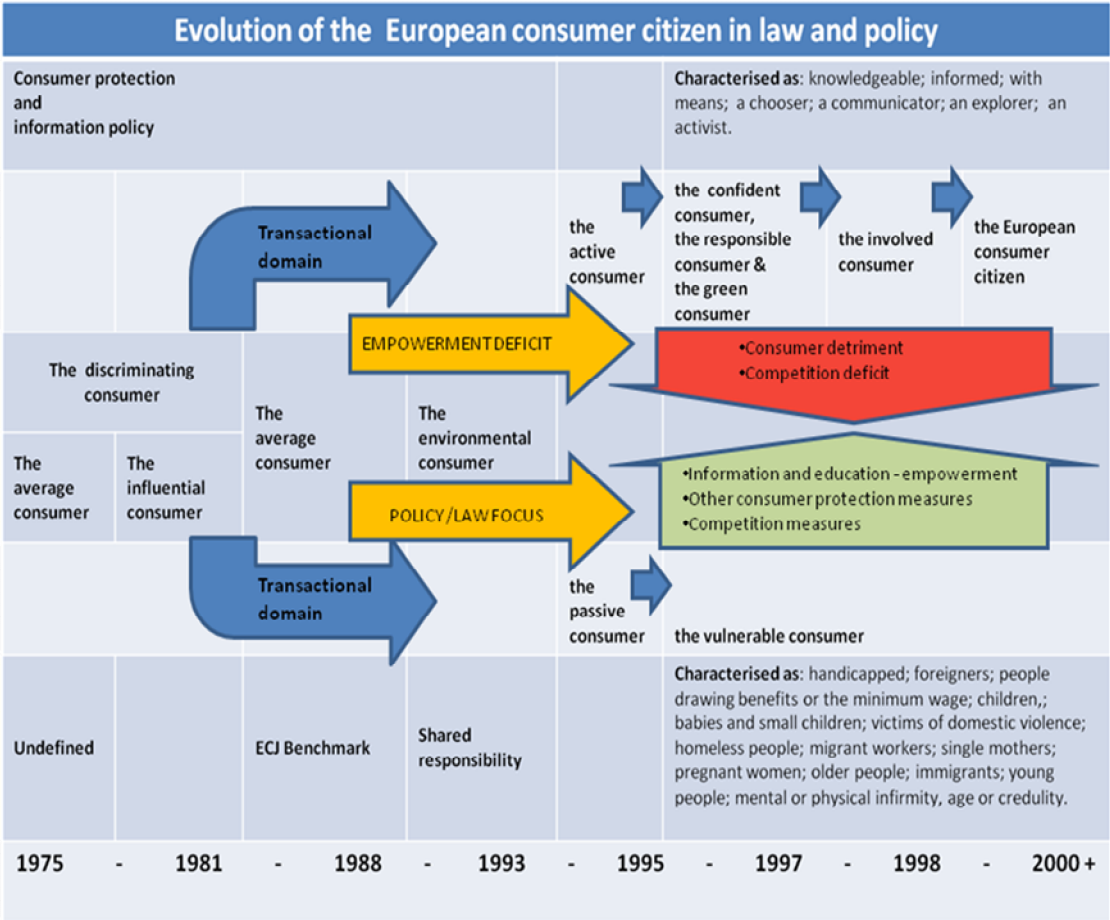 Evolution of the European consumer citizen in law and policy
Consumer protection
and
information policy
Characterised as: knowledgeable; informed; with
means; a chooser; a communicator; an explorer; an
activist.
Transactional
domain
the
active
consumer
the confident
consumer,
the responsible
consumer &
the green
consumer
the involved
consumer
the European
consumer
citizen
EMPOWERMENT DEFICIT
•Consumer detriment
•Competition deficit
The discriminating
consumer
The
average
consumer
The
influential
consumer
The
average
consumer
The
environmental
consumer
POLICY/LAW FOCUS
•Information and education - empowerment
•Other consumer protection measures
•Competition measures
Transactional
domain
the
passive
consumer
the vulnerable consumer
Undefined
ECJ Benchmark
Shared
responsibility
Characterised as: handicapped; foreigners; people
drawing benefits or the minimum wage; children,;
babies and small children; victims of domestic violence;
homeless people; migrant workers; single mothers;
pregnant women; older people; immigrants; young
people; mental or physical infirmity, age or credulity.
1975 - 1981 - 1988 - 1993 - 1995 - 1997 - 1998 - 2000 +